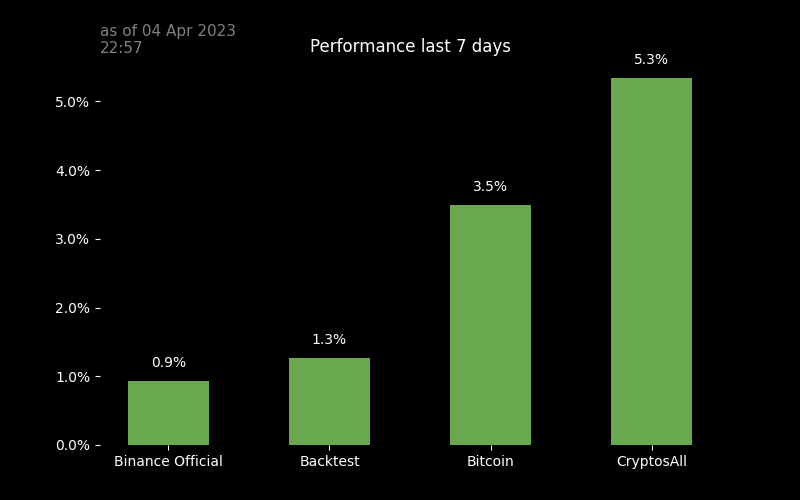 as of 04 Apr 2023
22:57
Performance last 7 days
5.3%
5.0%
4.0%
3.5%
3.0%
2.0%
1.3%
1.0%
0.9%
0.0%
Binance Official
Backtest
Bitcoin
CryptosAll